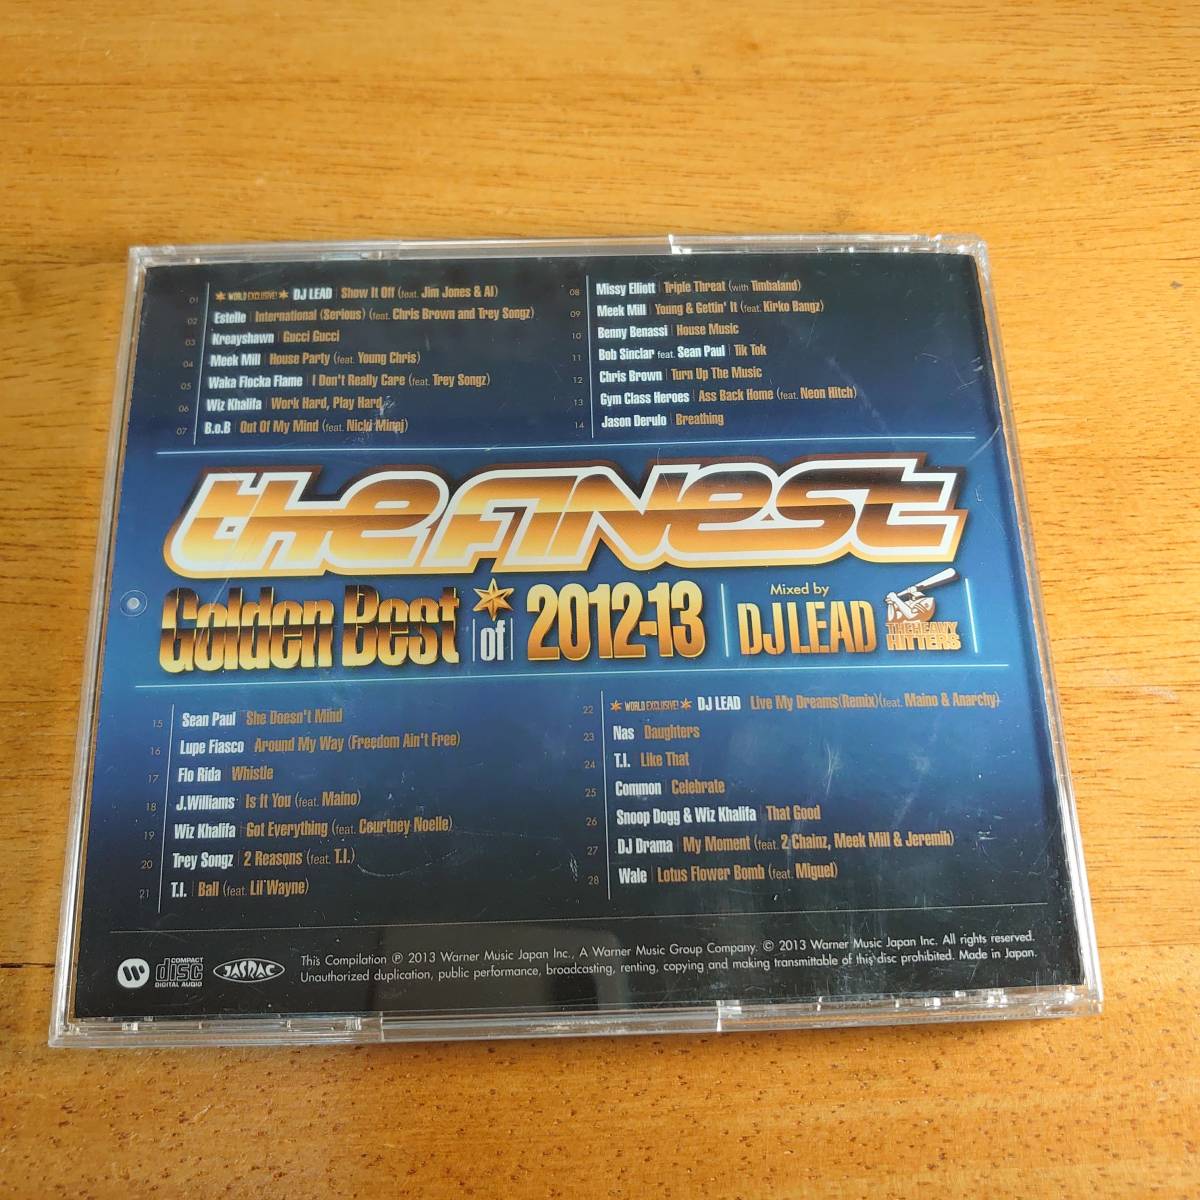 01 ★ WORLD EXCLUSIVE! ★ DJ LEAD | Show It Off (feat. Jim Jones & AI)
02 Estelle | International (Serious) (feat. Chris Brown and Trey Songz)
03 Kreayshawn | Gucci Gucci
04 Meek Mill | House Party (feat. Young Chris)
05 Waka Flocka Flame | I Don't Really Care (feat. Trey Songz)
06 Wiz Khalifa | Work Hard, Play Hard
07 B.o.B | Out Of My Mind (feat. Nicki Minaj)
08 Missy Elliott | Triple Threat (with Timbaland)
09 Meek Mill | Young & Gettin' It (feat. Kirko Bangz)
10 Benny Benassi | House Music
11 Bob Sinclar feat. Sean Paul | Tik Tok
12 Chris Brown | Turn Up The Music
13 Gym Class Heroes | Ass Back Home (feat. Neon Hitch)
14 Jason Derulo | Breathing
the FINest
Golden Best of 2012-13
Mixed by
DJ LEAD
THE HEAVY
HITTERS
15 Sean Paul | She Doesn't Mind
16 Lupe Fiasco | Around My Way (Freedom Ain't Free)
17 Flo Rida | Whistle
18 J.Williams | Is It You (feat. Maino)
19 Wiz Khalifa | Got Everything (feat. Courtney Noelle)
20 Trey Songz | 2 Reasons (feat. T.I.)
21 T.I. | Ball (feat. Lil Wayne)
22 ★ WORLD EXCLUSIVE! ★ DJ LEAD | Live My Dreams(Remix)(feat. Maino & Anarchy)
23 Nas | Daughters
24 T.I. | Like That
25 Common | Celebrate
26 Snoop Dogg & Wiz Khalifa | That Good
27 DJ Drama | My Moment (feat. 2 Chainz, Meek Mill & Jeremih)
28 Wale | Lotus Flower Bomb (feat. Miguel)
COMPACT
disc
DIGITAL AUDIO
JASRAC
This Compilation ℗ 2013 Warner Music Japan Inc., A Warner Music Group Company. © 2013 Warner Music Japan Inc. All rights reserved.
Unauthorized duplication, public performance, broadcasting, renting, copying and making transmittable of this disc prohibited. Made in Japan.